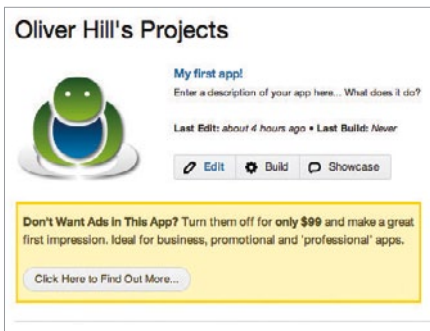 Oliver Hill's Projects
My first app!
Enter a description of your app here... What does it do?
Last Edit: about 4 hours ago • Last Build: Never
Edit Build Showcase
Don't Want Ads in This App? Turn them off for only $99 and make a great
first impression. Ideal for business, promotional and 'professional' apps.
Click Here to Find Out More...